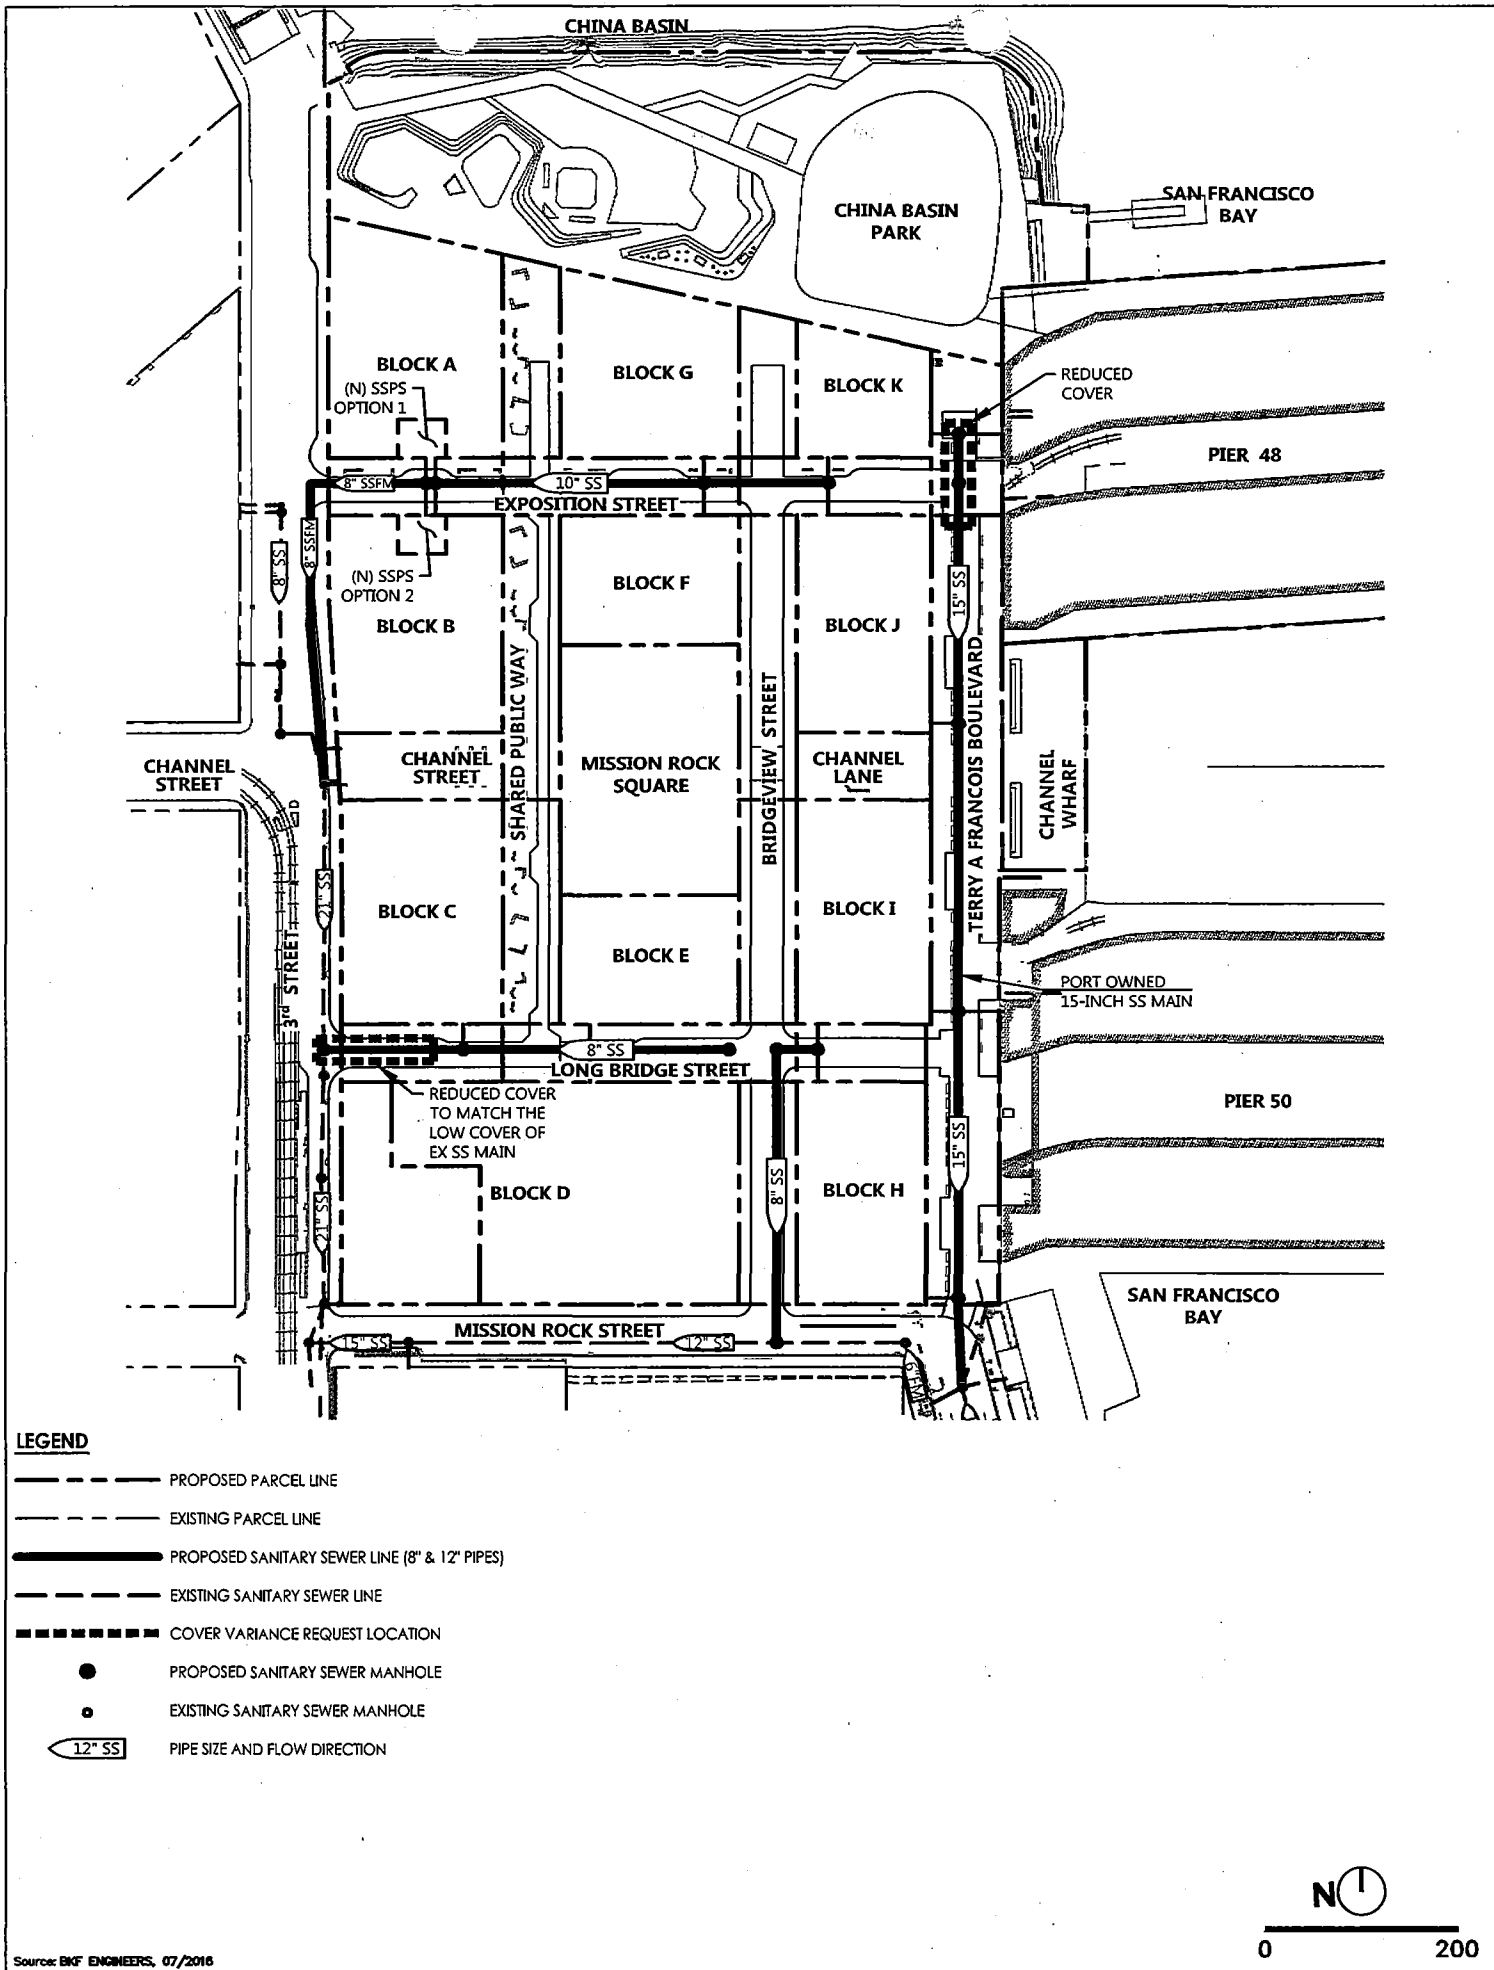 CHINA BASIN
SAN FRANCISCO
BAY
CHINA BASIN
PARK
BLOCK A
(N) SSPS
OPTION 1
BLOCK G
BLOCK K
REDUCED
COVER
PIER 48
8" SSFM
10" SS
EXPOSITION STREET
8" SS
8" SSFM
(N) SSPS
OPTION 2
BLOCK B
BLOCK F
BLOCK J
15" SS
SHARED PUBLIC WAY
BRIDGEVIEW STREET
TERRY A FRANCOIS BOULEVARD
CHANNEL
STREET
CHANNEL
STREET
MISSION ROCK
SQUARE
CHANNEL
LANE
CHANNEL
WHARF
D
21" SS
BLOCK C
BLOCK I
BLOCK E
3rd STREET
PORT OWNED
15-INCH SS MAIN
8" SS
LONG BRIDGE STREET
REDUCED COVER
TO MATCH THE
LOW COVER OF
EX SS MAIN
PIER 50
15" SS
8" SS
BLOCK D
BLOCK H
21" SS
SAN FRANCISCO
BAY
MISSION ROCK STREET
15" SS
12" SS
6" FM
LEGEND
PROPOSED PARCEL LINE
EXISTING PARCEL LINE
PROPOSED SANITARY SEWER LINE (8" & 12" PIPES)
EXISTING SANITARY SEWER LINE
COVER VARIANCE REQUEST LOCATION
PROPOSED SANITARY SEWER MANHOLE
EXISTING SANITARY SEWER MANHOLE
12" SS PIPE SIZE AND FLOW DIRECTION
N
0 200
Source: BKF ENGINEERS, 07/2016